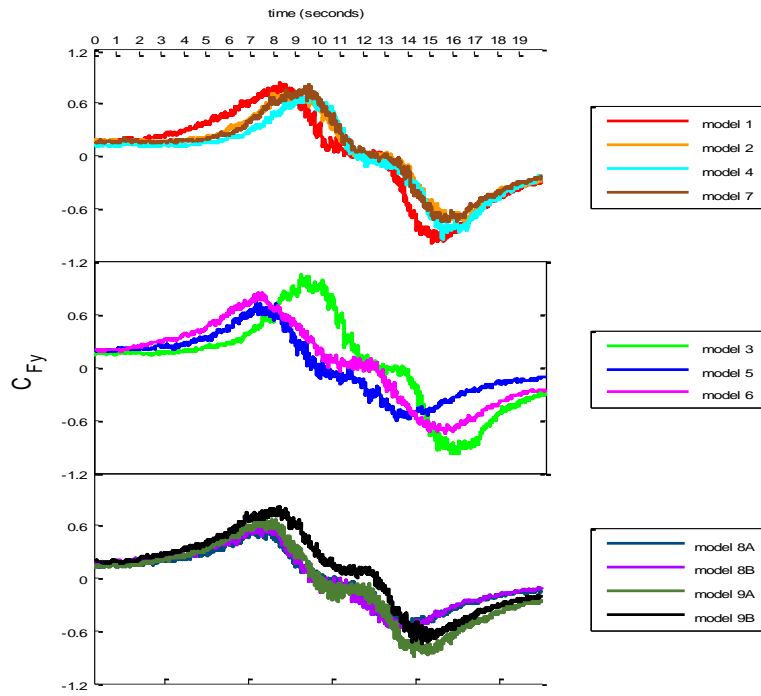 time (seconds)
0 1 2 3 4 5 6 7 8 9 10 11 12 13 14 15 16 17 18 19
1.2
0.6
0
-0.6
-1.2
0.6
0
-0.6
-1.2
0.6
0
-0.6
-1.2
C Fy
model 1
model 2
model 4
model 7
model 3
model 5
model 6
model 8A
model 8B
model 9A
model 9B